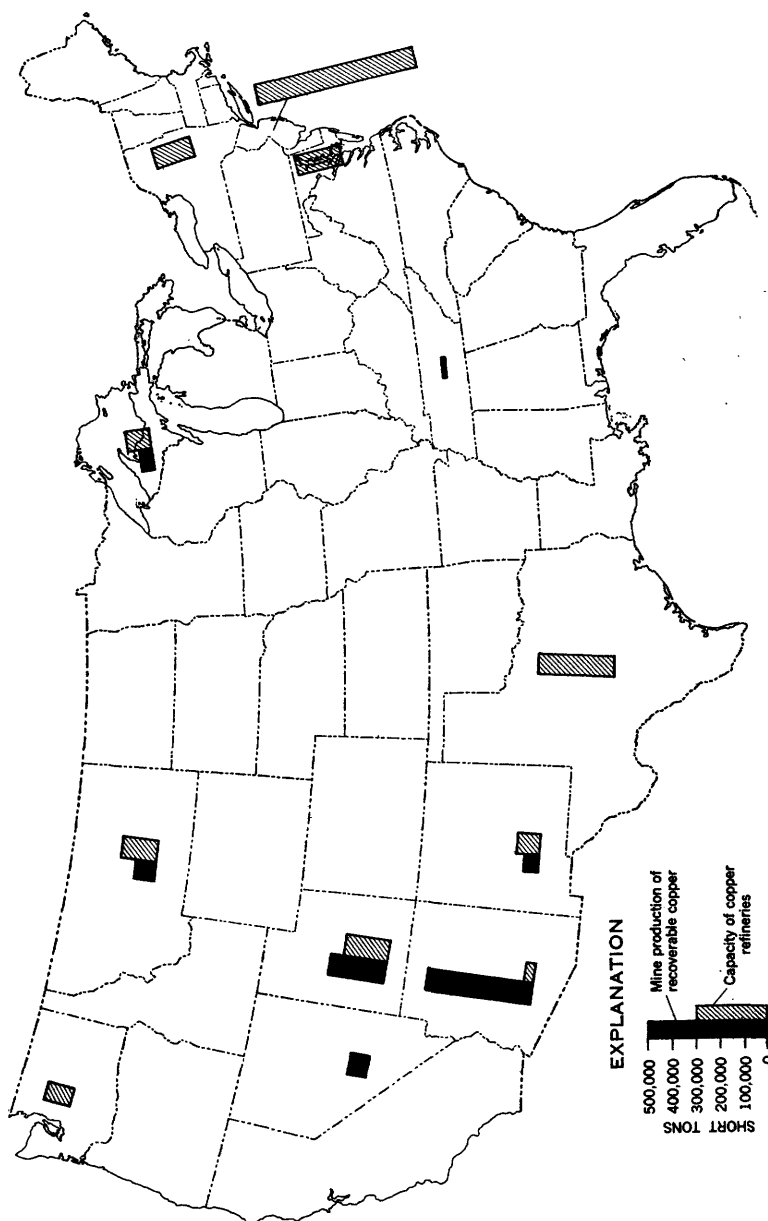 EXPLANATION
Mine production of
recoverable copper
Capacity of copper
refineries
500,000
400,000
300,000
200,000
100,000
0
SHORT TONS